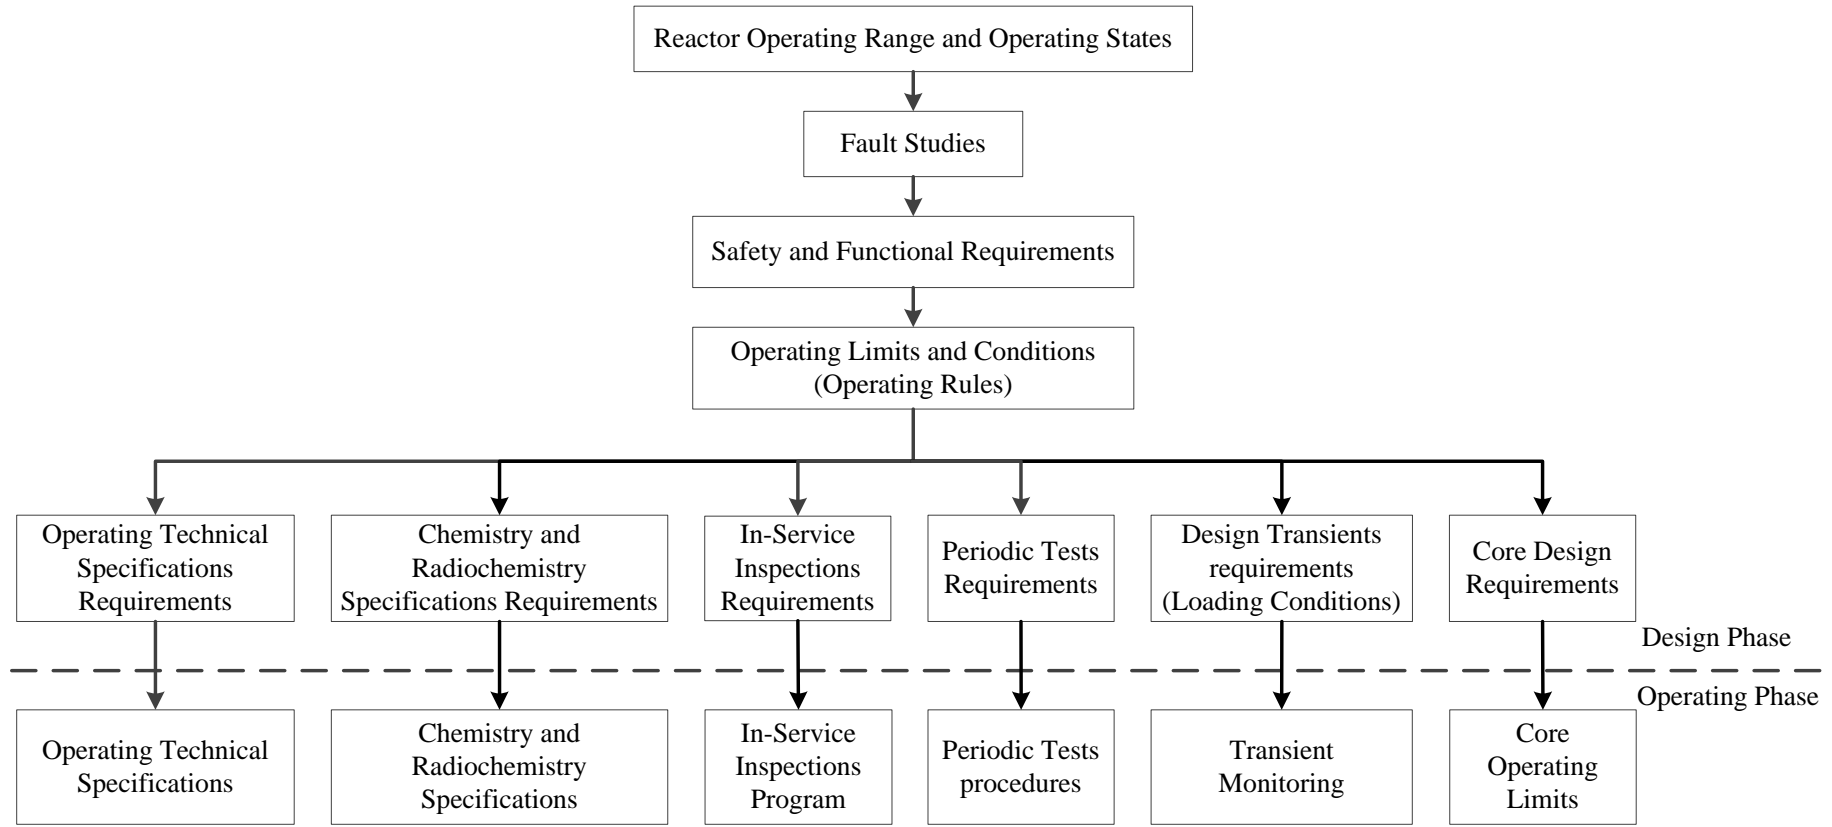 Reactor Operating Range and Operating States
Fault Studies
Safety and Functional Requirements
Operating Limits and Conditions
(Operating Rules)
Operating Technical
Specifications
Requirements
Chemistry and
Radiochemistry
Specifications Requirements
In-Service
Inspections
Requirements
Periodic Tests
Requirements
Design Transients
requirements
(Loading Conditions)
Core Design
Requirements
Design Phase
Operating Phase
Operating Technical
Specifications
Chemistry and
Radiochemistry
Specifications
In-Service
Inspections
Program
Periodic Tests
procedures
Transient
Monitoring
Core
Operating
Limits